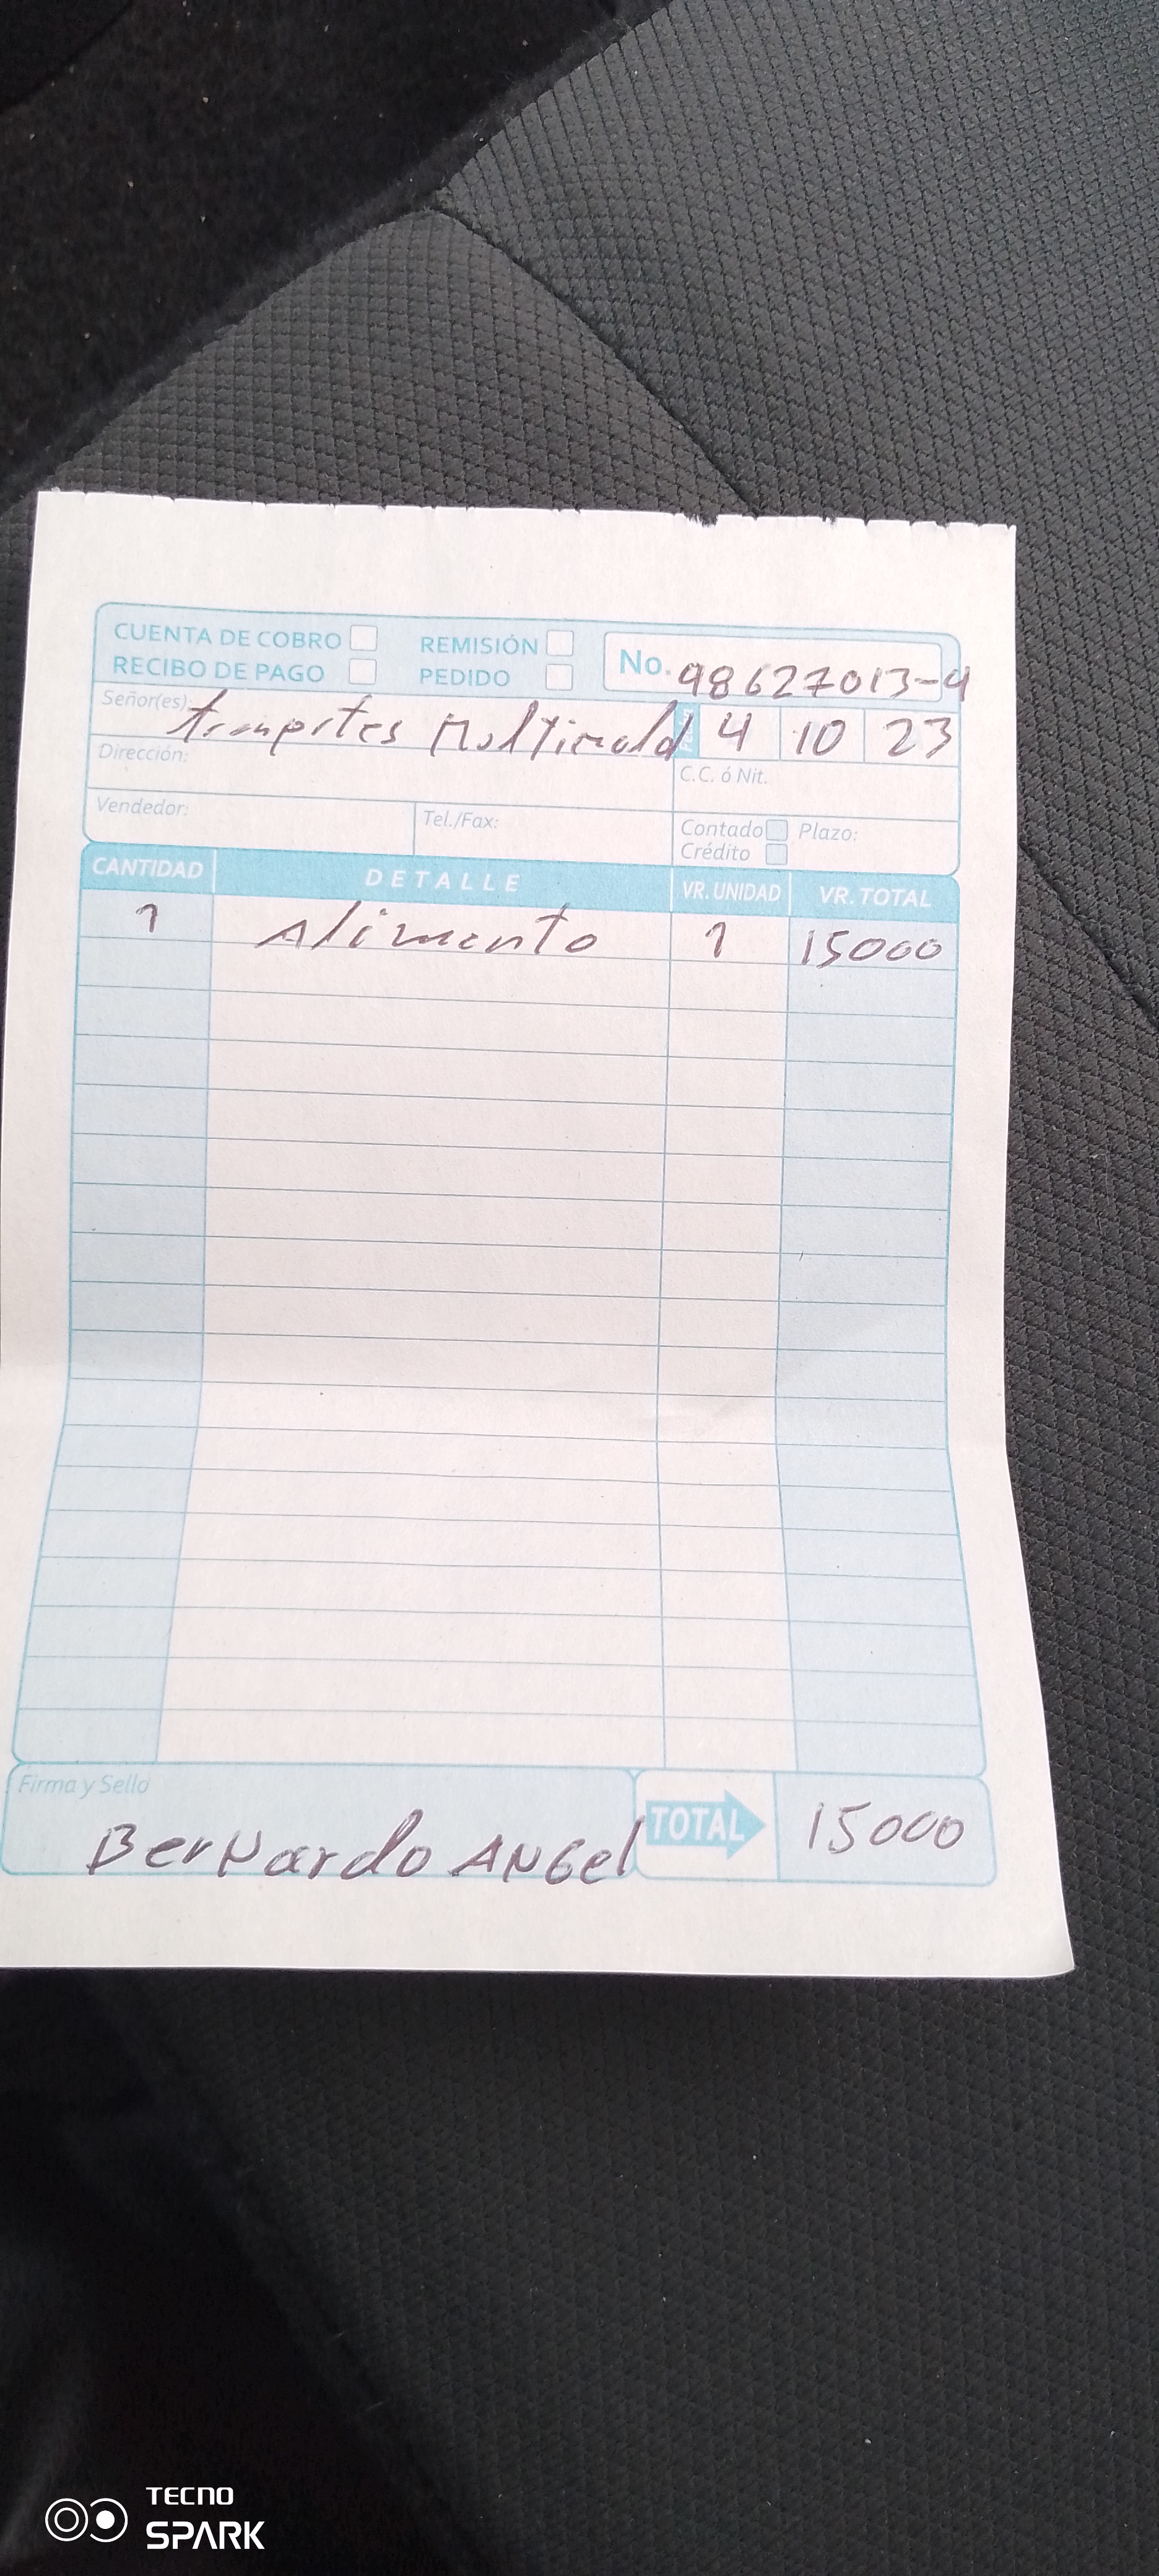 CUENTA DE COBRO REMISIÓN
RECIBO DE PAGO PEDIDO
No. 98627013-4
Señor(es):
4 10 23
Dirección:
C.C. ó Nit.
Vendedor: Tel./Fax:
Contado Plazo:
Crédito
CANTIDAD DETALLE VR. UNIDAD VR. TOTAL
1 Alimento 1 15000
Firma y Sello
Bernardo ANGel
TOTAL 15000
TECNO
SPARK